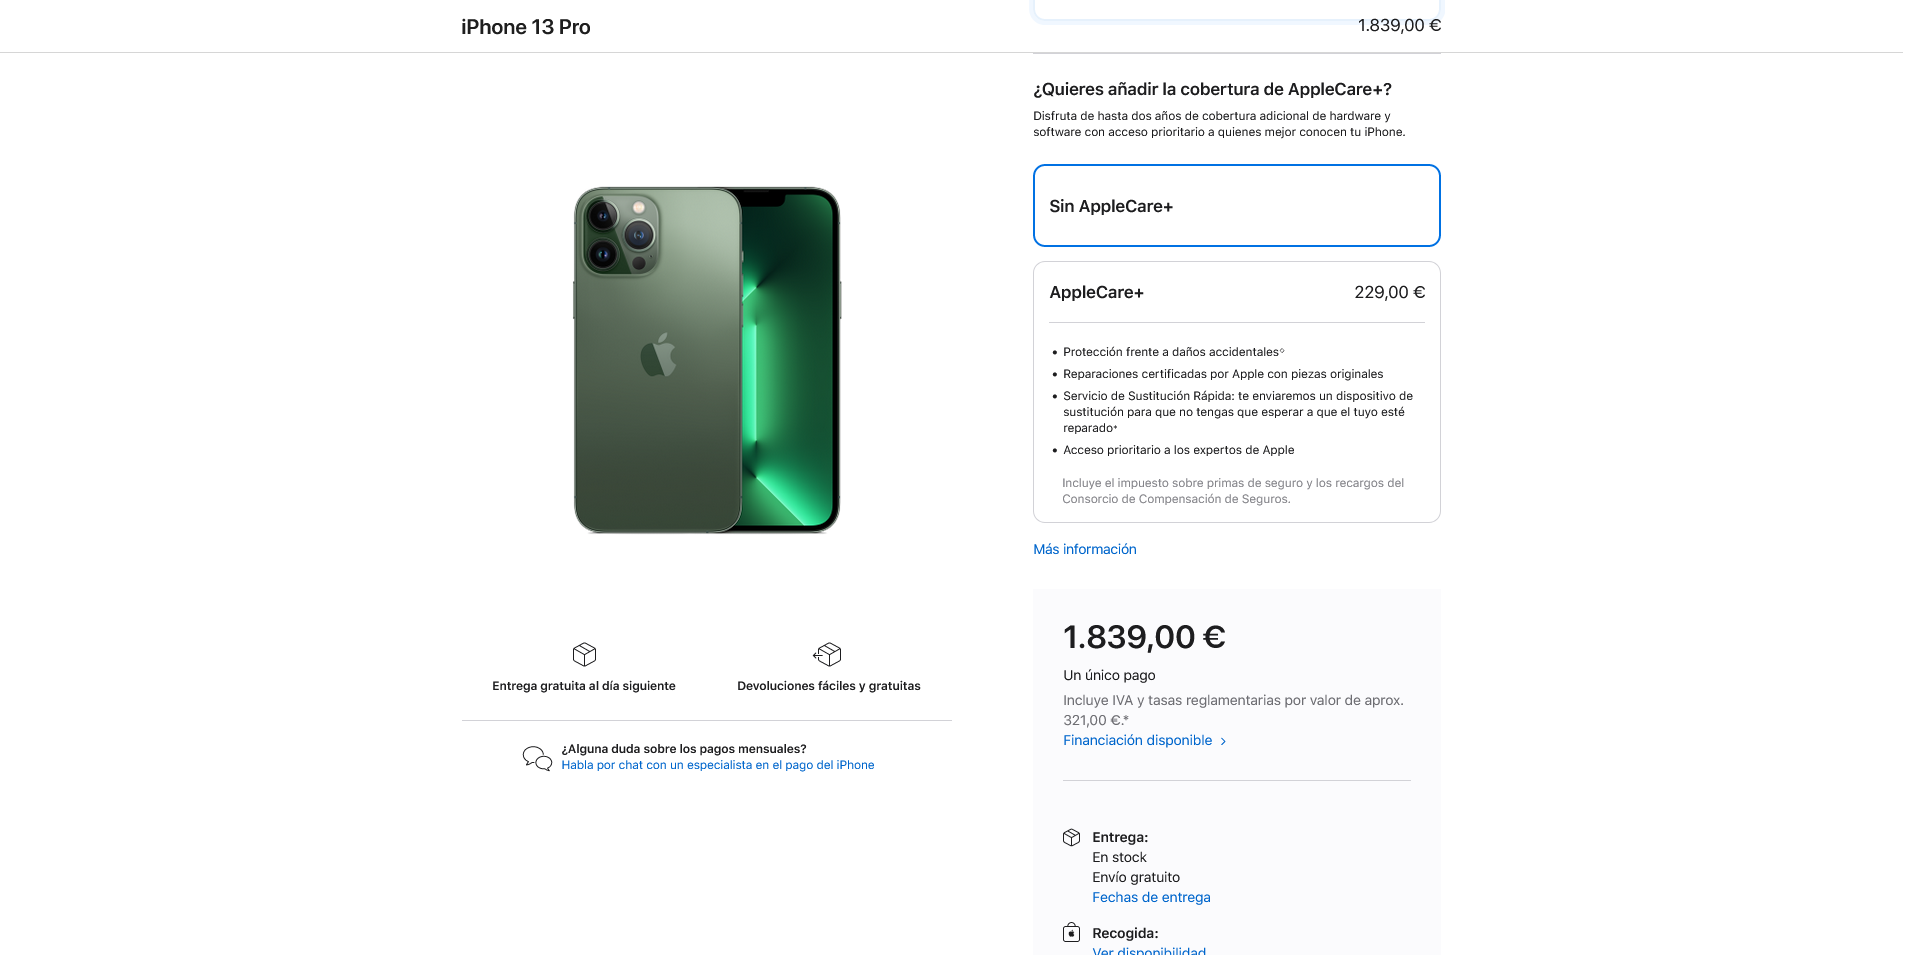 iPhone 13 Pro
1.839,00 €
¿Quieres añadir la cobertura de AppleCare+?
Disfruta de hasta dos años de cobertura adicional de hardware y
software con acceso prioritario a quienes mejor conocen tu iPhone.
Sin AppleCare+
AppleCare+
229,00 €
• Protección frente a daños accidentales◊
• Reparaciones certificadas por Apple con piezas originales
• Servicio de Sustitución Rápida: te enviaremos un dispositivo de
sustitución para que no tengas que esperar a que el tuyo esté
reparado⁺
• Acceso prioritario a los expertos de Apple
Incluye el impuesto sobre primas de seguro y los recargos del
Consorcio de Compensación de Seguros.
Más información
Entrega gratuita al día siguiente
Devoluciones fáciles y gratuitas
¿Alguna duda sobre los pagos mensuales?
Habla por chat con un especialista en el pago del iPhone
1.839,00 €
Un único pago
Incluye IVA y tasas reglamentarias por valor de aprox.
321,00 €.*
Financiación disponible >
Entrega:
En stock
Envío gratuito
Fechas de entrega
Recogida:
Ver disponibilidad